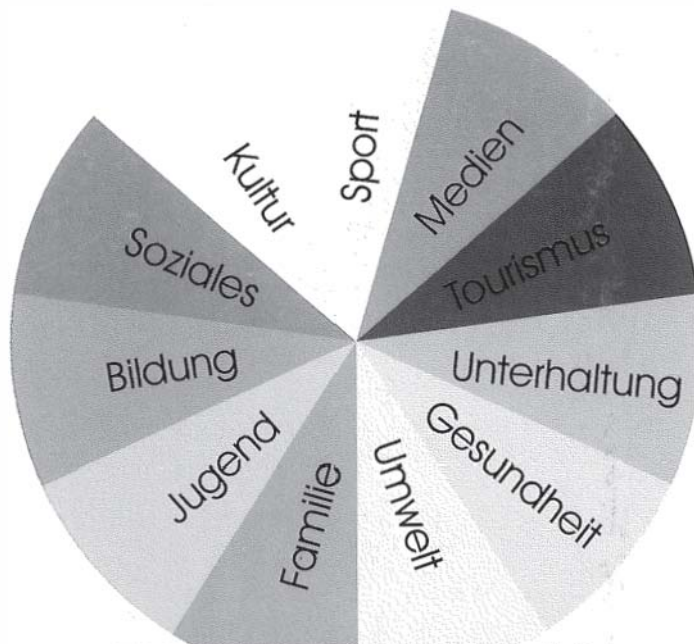 Sport
Medien
Tourismus
Unterhaltung
Gesundheit
Umwelt
Familie
Jugend
Bildung
Soziales
Kultur